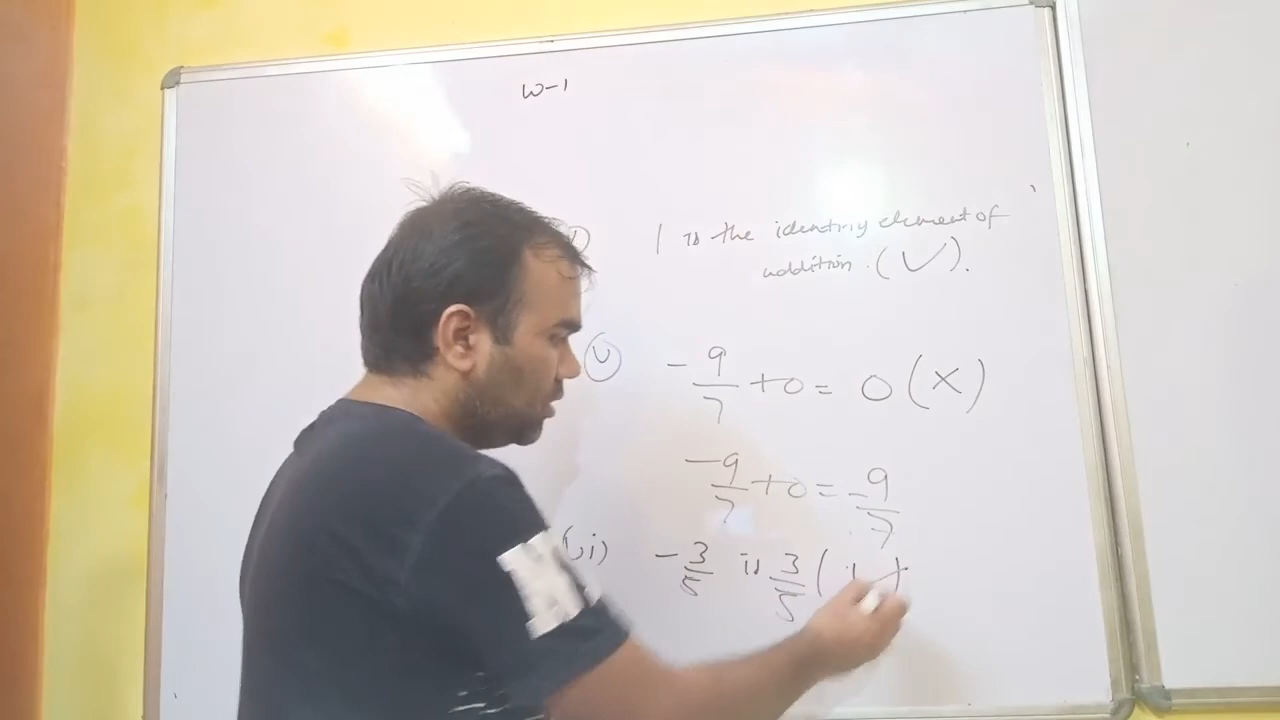 W-1
1 is the identity element of
addition. (✓).
(v) -9/7 + 0 = 0 (X)
-9/7 + 0 = -9/7
-3/5 is 3/5 (